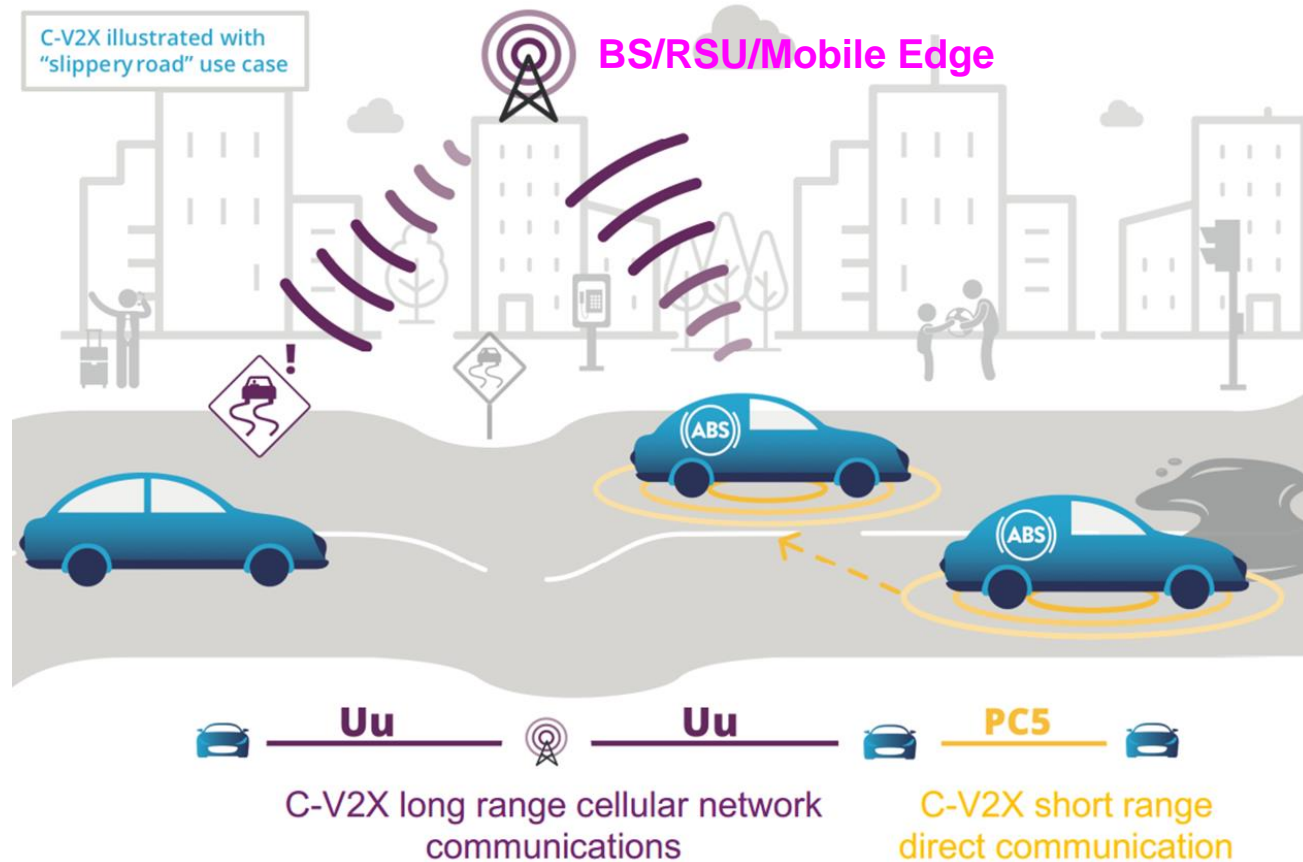 C-V2X illustrated with
“slippery road” use case
BS/RSU/Mobile Edge
!
ABS
ABS
Uu
Uu
PC5
C-V2X long range cellular network
communications
C-V2X short range
direct communication